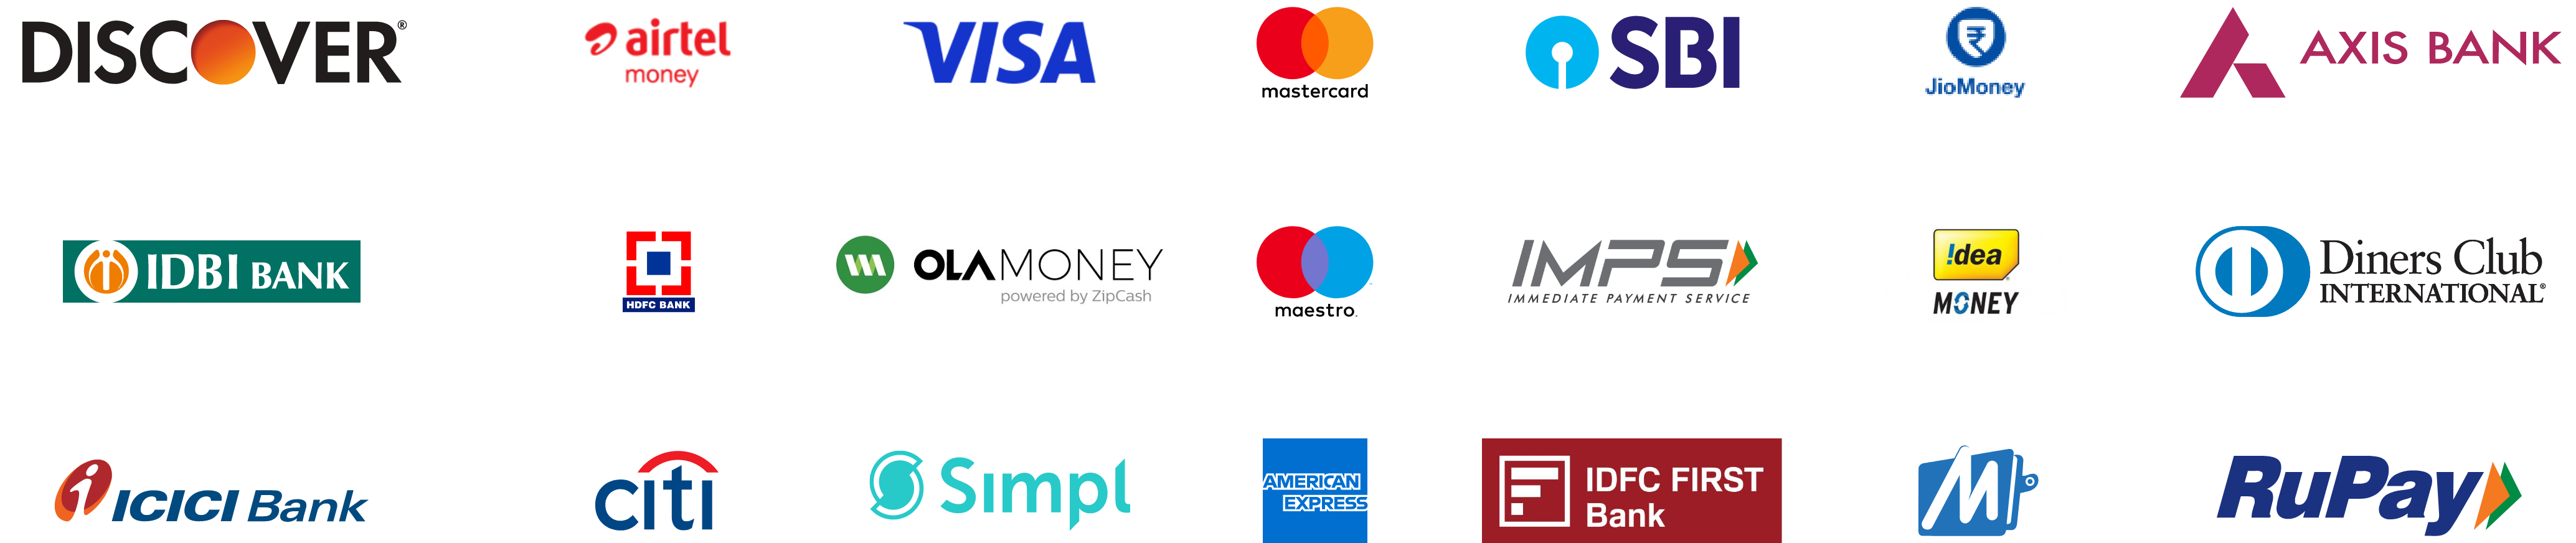 DISCOVER®
airtel
money
VISA
mastercard
SBI
₹
JioMoney
AXIS BANK
IDBI BANK
HDFC BANK
OLAMONEY
powered by ZipCash
maestro.
IMPS
IMMEDIATE PAYMENT SERVICE
!dea
MONEY
Diners Club
INTERNATIONAL®
i
ICICI Bank
citi
Simpl
AMERICAN
EXPRESS
IDFC FIRST
Bank
M
RuPay